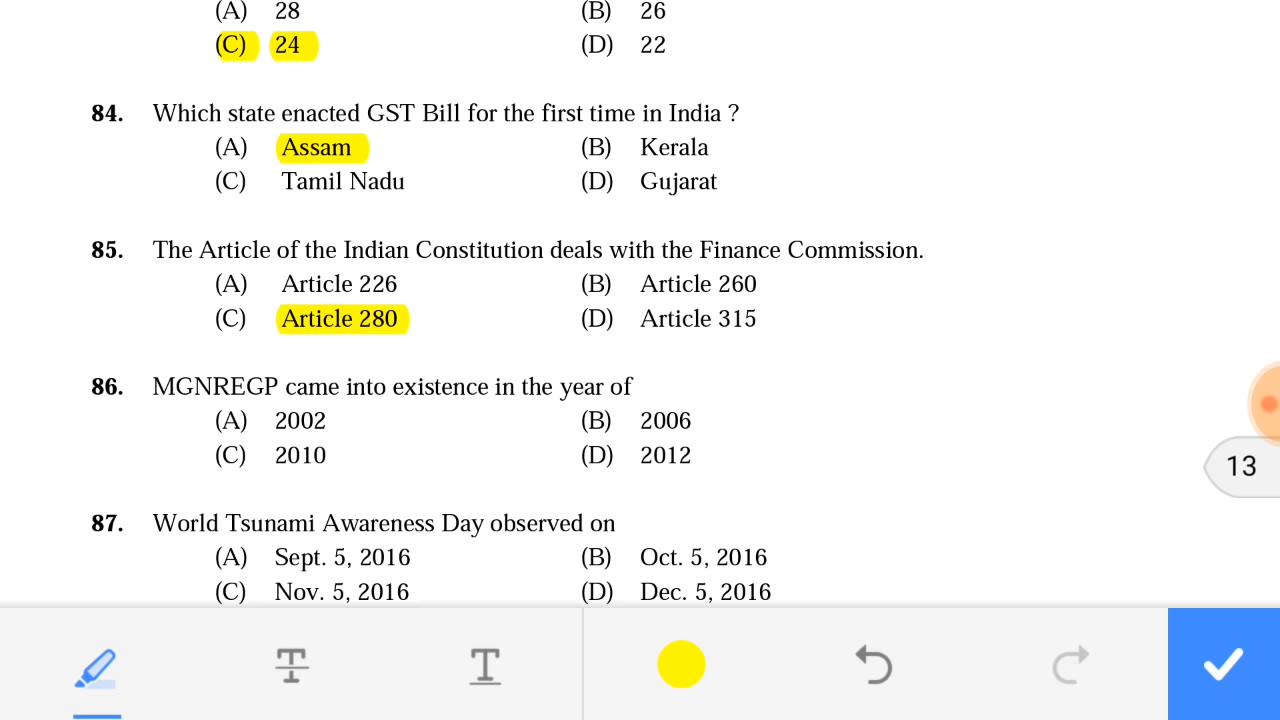 (A) 28 (B) 26
(C) 24 (D) 22
84. Which state enacted GST Bill for the first time in India ?
(A) Assam (B) Kerala
(C) Tamil Nadu (D) Gujarat
85. The Article of the Indian Constitution deals with the Finance Commission.
(A) Article 226 (B) Article 260
(C) Article 280 (D) Article 315
86. MGNREGP came into existence in the year of
(A) 2002 (B) 2006
(C) 2010 (D) 2012
13
87. World Tsunami Awareness Day observed on
(A) Sept. 5, 2016 (B) Oct. 5, 2016
(C) Nov. 5, 2016 (D) Dec. 5, 2016
T T